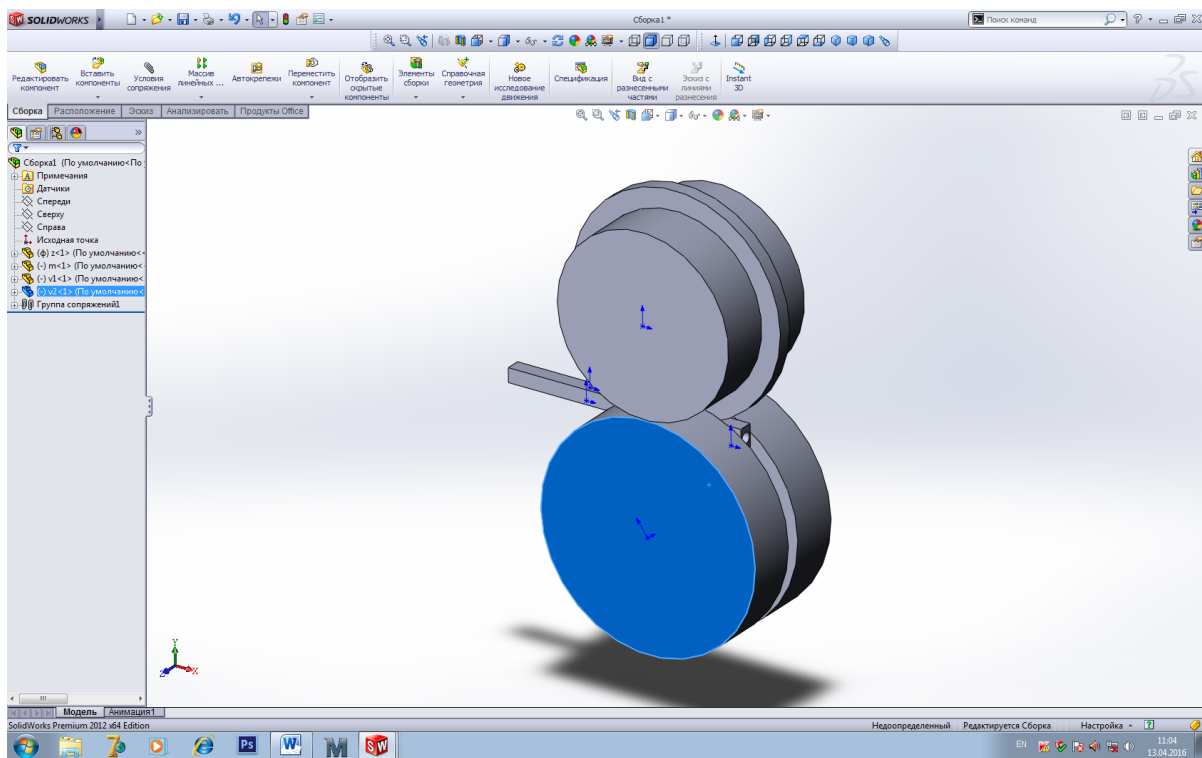 SOLIDWORKS
Сборка1 *
Поиск команд
Редактировать компонент
Вставить компоненты
Условия сопряжения
Массив линейных ...
Автокрепежи
Переместить компонент
Отобразить скрытые компоненты
Элементы сборки
Справочная геометрия
Новое исследование движения
Спецификация
Вид с разнесенными частями
Эскиз с линиями разнесения
Instant 3D
Сборка Расположение Эскиз Анализировать Продукты Office
Сборка1 (По умолчанию<По
Примечания
Датчики
Спереди
Сверху
Справа
Исходная точка
(ф) z<1> (По умолчанию<
(-) m<1> (По умолчанию<
(-) v1<1> (По умолчанию<
(-) v2<1> (По умолчанию<
Группа сопряжений1
Y
Z X
Модель Анимация1
SolidWorks Premium 2012 x64 Edition
Недоопределенный Редактируется Сборка Настройка
Ps W M SW
EN 11:04
13.04.2016